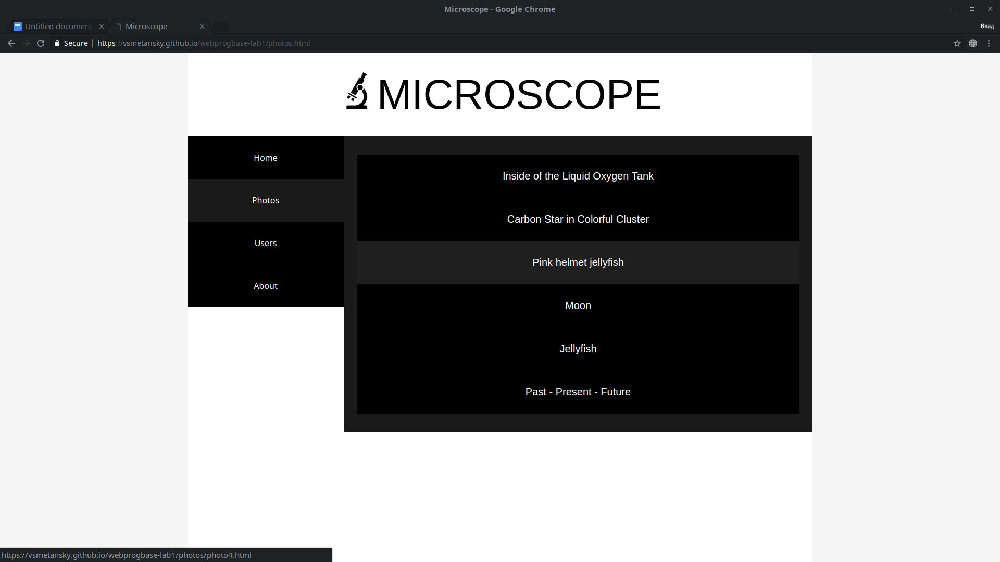 Microscope - Google Chrome
Untitled document
Microscope
Влад
Secure
https://vsmetansky.github.io/webprogbase-lab1/photos.html
MICROSCOPE
Home
Photos
Users
About
Inside of the Liquid Oxygen Tank
Carbon Star in Colorful Cluster
Pink helmet jellyfish
Moon
Jellyfish
Past - Present - Future
https://vsmetansky.github.io/webprogbase-lab1/photos/photo4.html